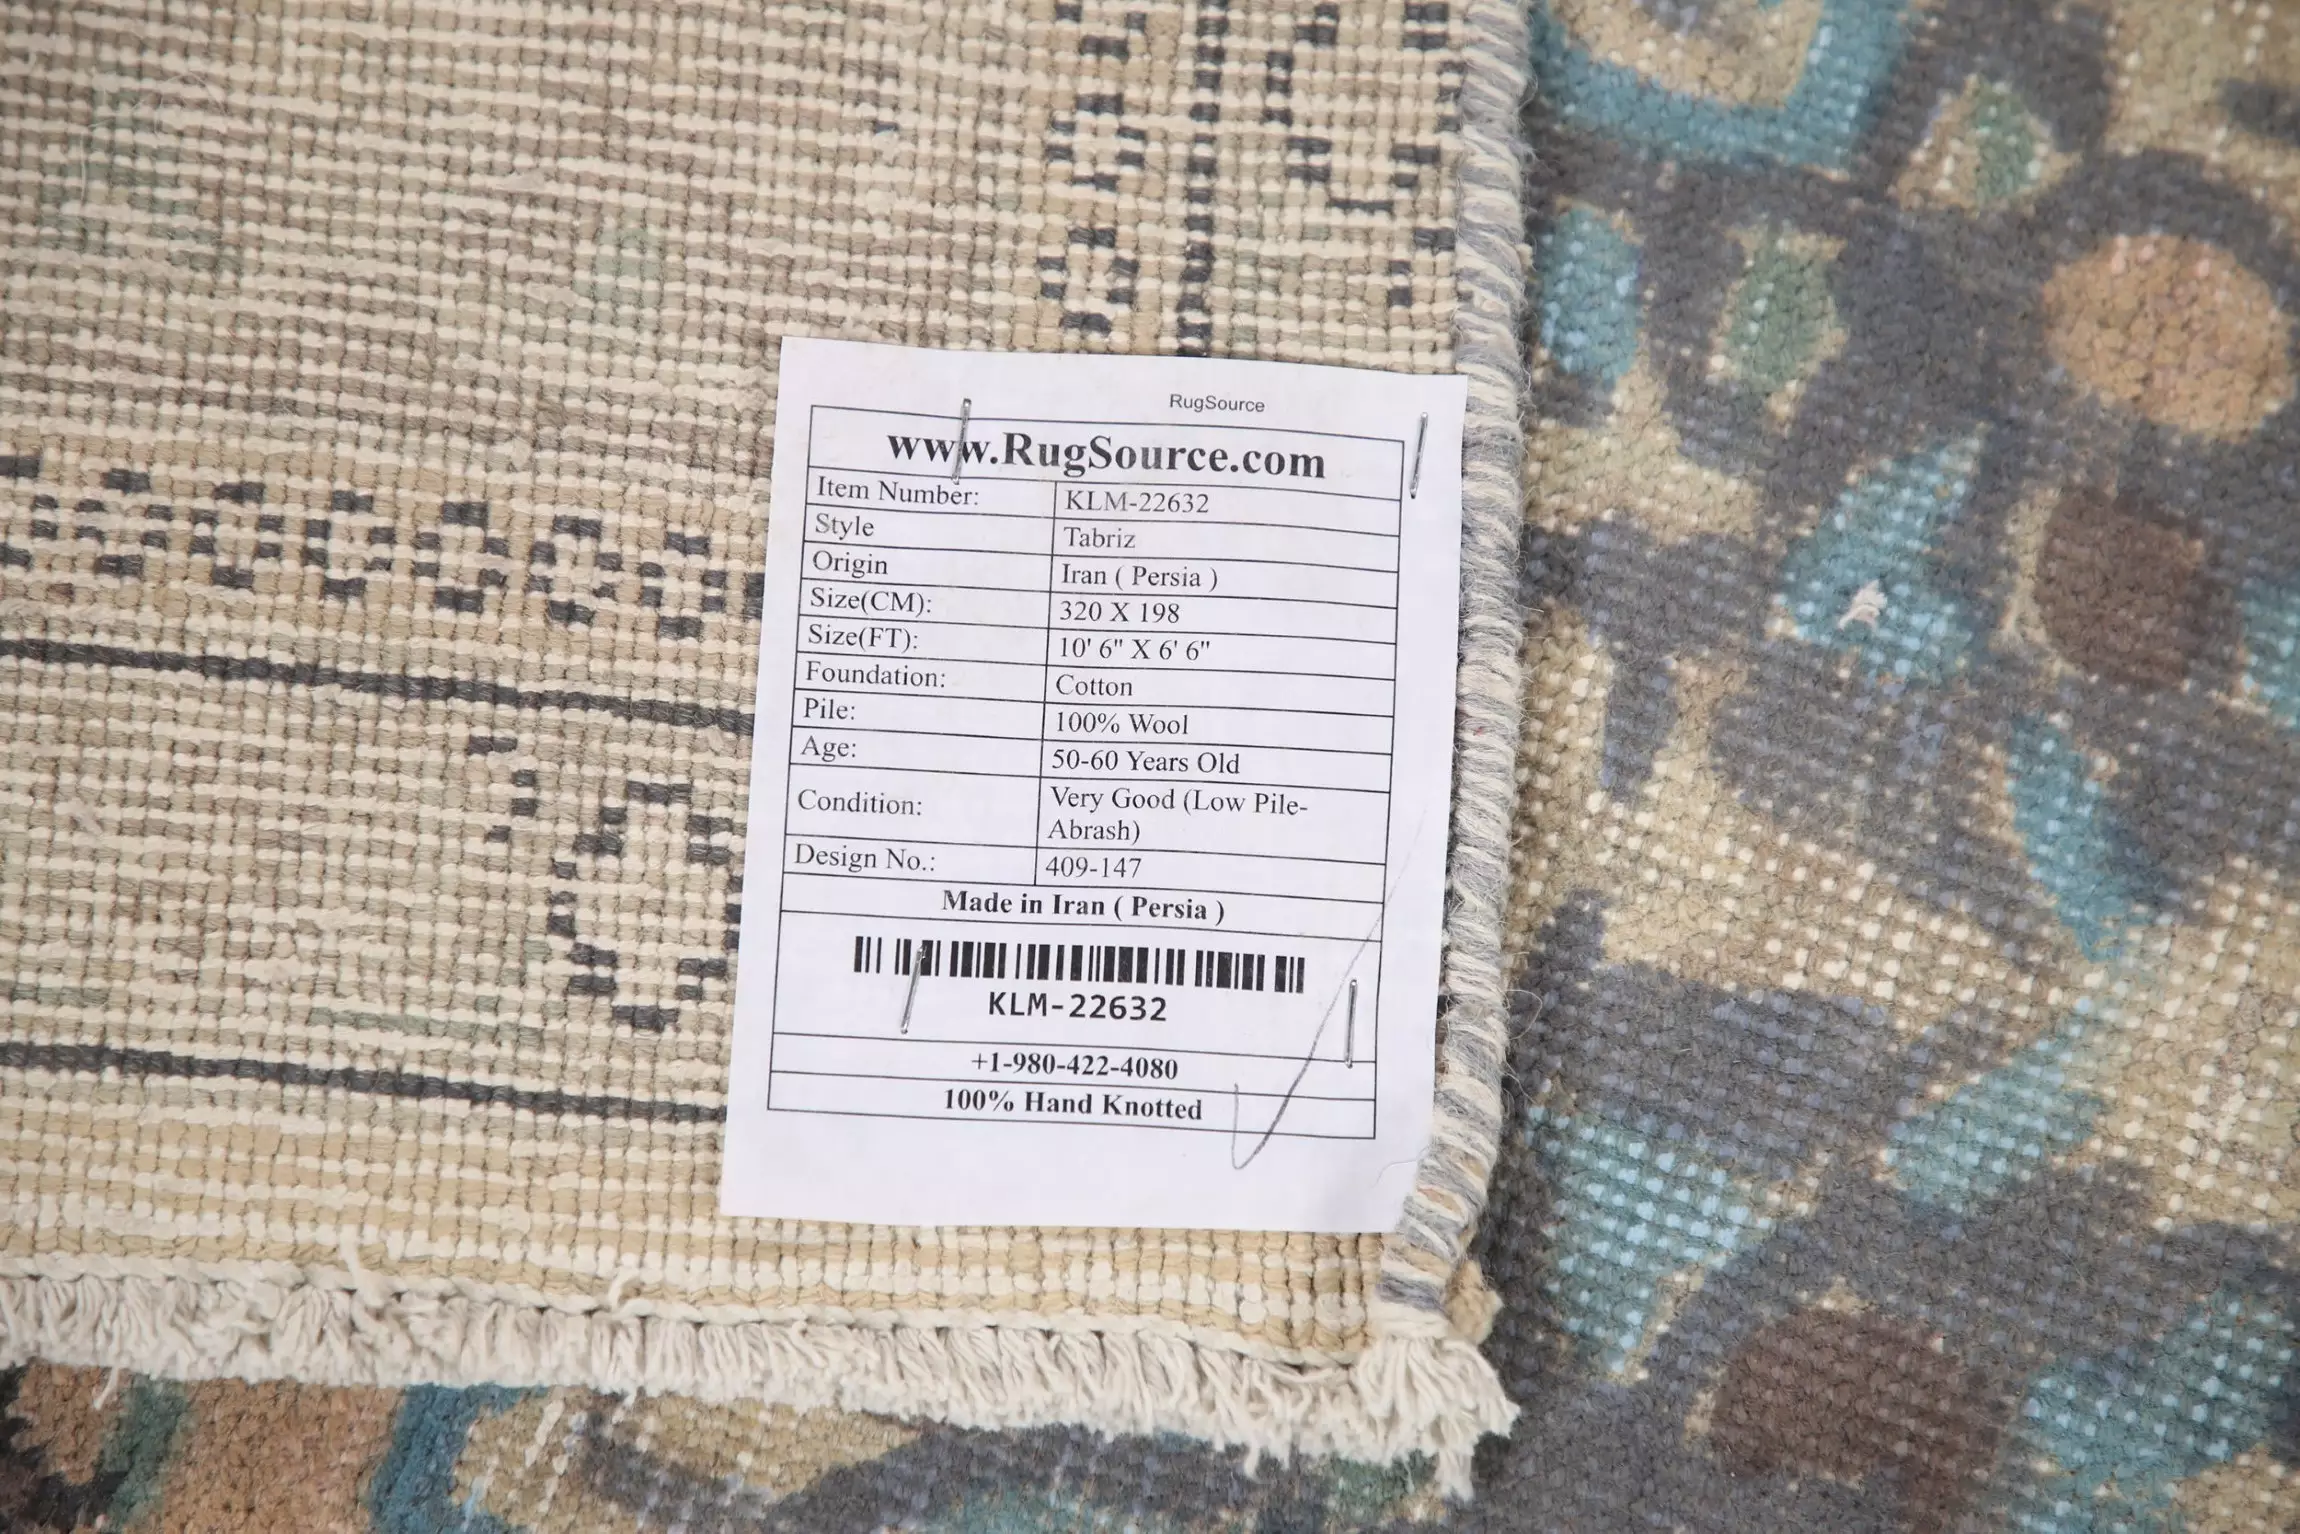 RugSource
www.RugSource.com
Item Number: KLM-22632
Style Tabriz
Origin Iran ( Persia )
Size(CM): 320 X 198
Size(FT): 10' 6" X 6' 6"
Foundation: Cotton
Pile: 100% Wool
Age: 50-60 Years Old
Condition: Very Good (Low Pile-
Abrash)
Design No.: 409-147
Made in Iran ( Persia )
KLM-22632
+1-980-422-4080
100% Hand Knotted